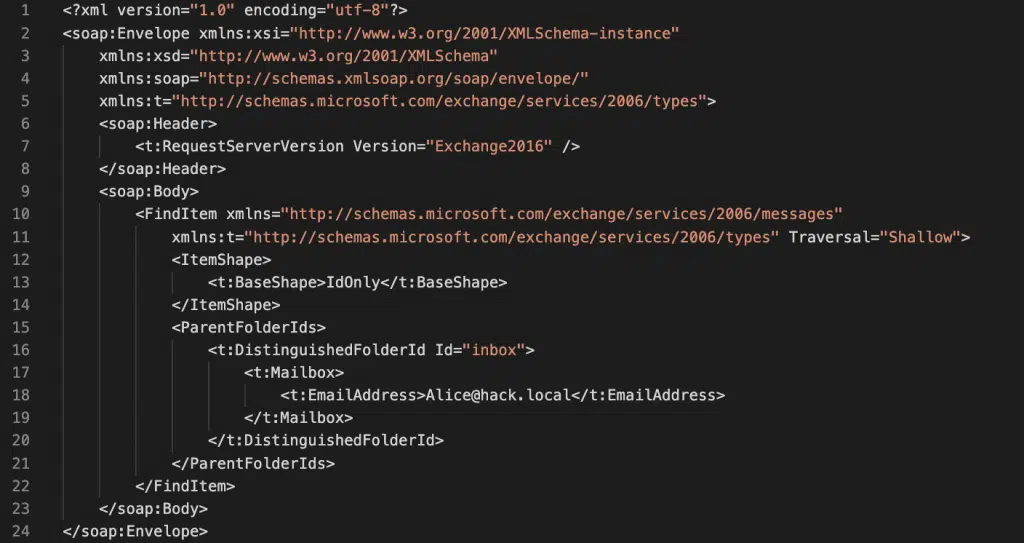 1 <?xml version="1.0" encoding="utf-8"?>
2 <soap:Envelope xmlns:xsi="http://www.w3.org/2001/XMLSchema-instance"
3 xmlns:xsd="http://www.w3.org/2001/XMLSchema"
4 xmlns:soap="http://schemas.xmlsoap.org/soap/envelope/"
5 xmlns:t="http://schemas.microsoft.com/exchange/services/2006/types">
6 <soap:Header>
7 <t:RequestServerVersion Version="Exchange2016" />
8 </soap:Header>
9 <soap:Body>
10 <FindItem xmlns="http://schemas.microsoft.com/exchange/services/2006/messages"
11 xmlns:t="http://schemas.microsoft.com/exchange/services/2006/types" Traversal="Shallow">
12 <ItemShape>
13 <t:BaseShape>IdOnly</t:BaseShape>
14 </ItemShape>
15 <ParentFolderIds>
16 <t:DistinguishedFolderId Id="inbox">
17 <t:Mailbox>
18 <t:EmailAddress>Alice@hack.local</t:EmailAddress>
19 </t:Mailbox>
20 </t:DistinguishedFolderId>
21 </ParentFolderIds>
22 </FindItem>
23 </soap:Body>
24 </soap:Envelope>